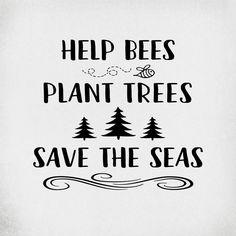 HELP BEES
PLANT TREES
SAVE THE SEAS